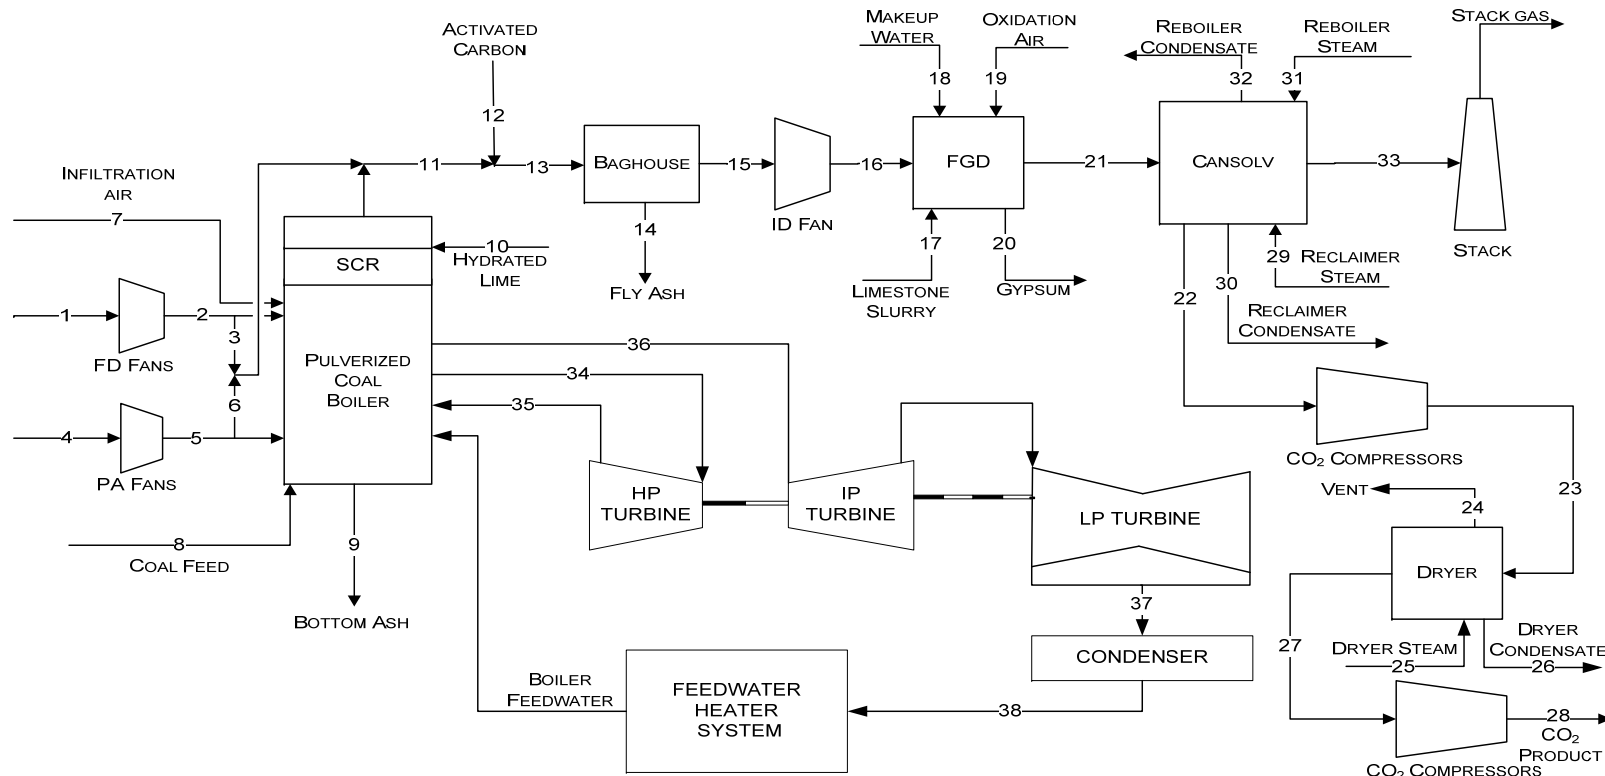 ACTIVATED
CARBON
12
MAKEUP
WATER
18
OXIDATION
AIR
19
REBOILER
CONDENSATE
32
REBOILER
STEAM
31
STACK GAS
INFILTRATION
AIR
7
11
13
BAGHOUSE
15
16
FGD
21
CANSOLV
33
ID FAN
STACK
14
FLY ASH
17
LIMESTONE
SLURRY
20
GYPSUM
22
30
RECLAIMER
CONDENSATE
29
RECLAIMER
STEAM
SCR
10
HYDRATED
LIME
1
2
3
FD FANS
6
4
5
PA FANS
PULVERIZED
COAL
BOILER
36
34
35
8
COAL FEED
9
BOTTOM ASH
HP
TURBINE
IP
TURBINE
LP TURBINE
37
CONDENSER
38
FEEDWATER
HEATER
SYSTEM
BOILER
FEEDWATER
CO2 COMPRESSORS
23
VENT
24
DRYER
27
DRYER STEAM
25
DRYER
CONDENSATE
26
28
CO2
PRODUCT
CO2 COMPRESSORS